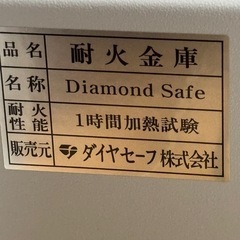 品名 耐火金庫
名称 Diamond Safe
耐火性能 1時間加熱試験
販売元 ダイヤセーフ株式会社